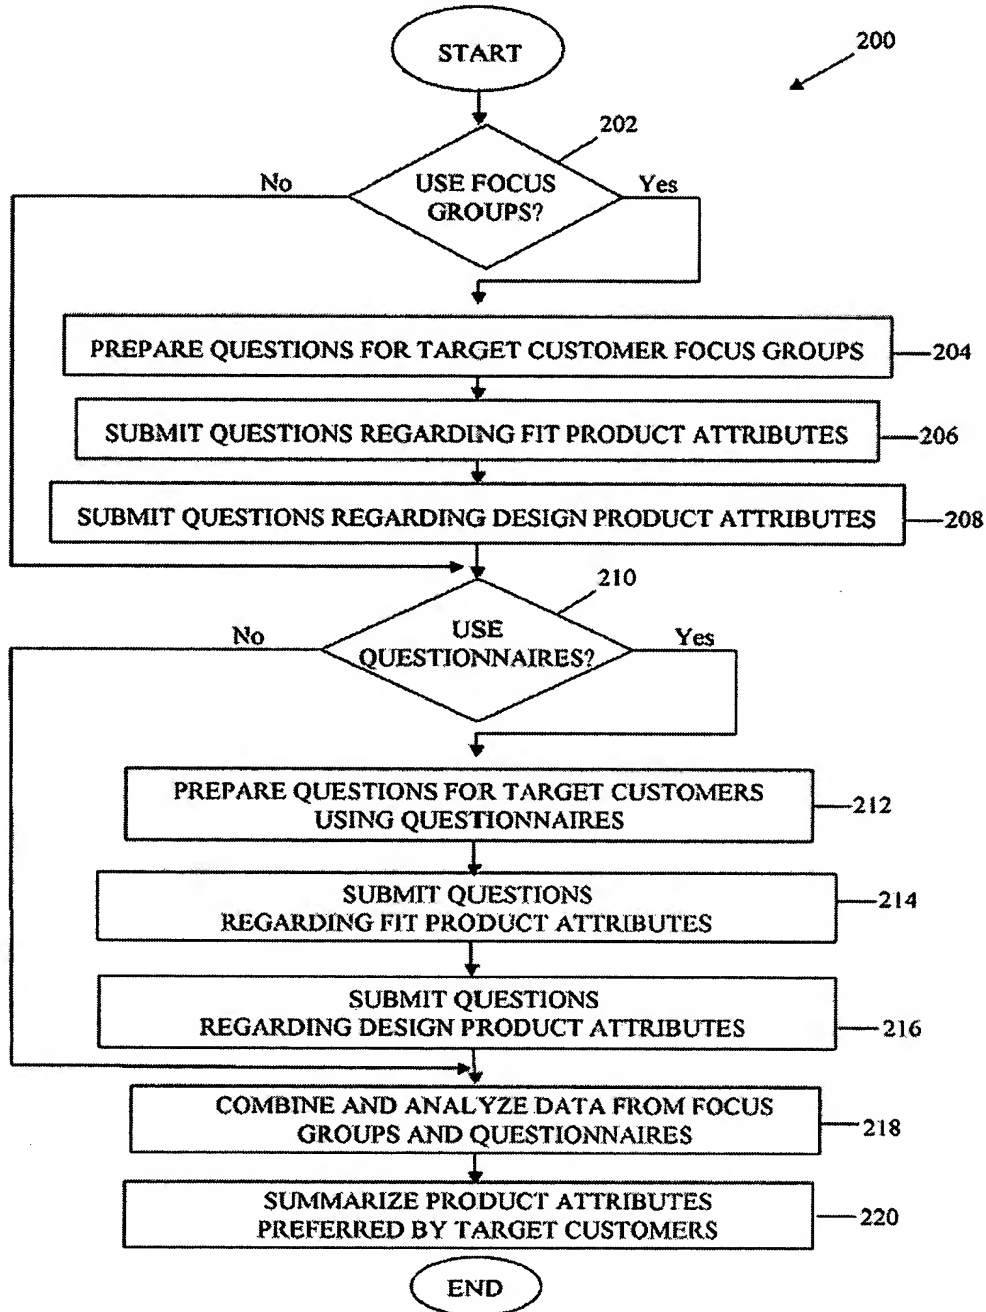 START
200
202
No
USE FOCUS
GROUPS?
Yes
PREPARE QUESTIONS FOR TARGET CUSTOMER FOCUS GROUPS
204
SUBMIT QUESTIONS REGARDING FIT PRODUCT ATTRIBUTES
206
SUBMIT QUESTIONS REGARDING DESIGN PRODUCT ATTRIBUTES
208
210
No
USE
QUESTIONNAIRES?
Yes
PREPARE QUESTIONS FOR TARGET CUSTOMERS
USING QUESTIONNAIRES
212
SUBMIT QUESTIONS
REGARDING FIT PRODUCT ATTRIBUTES
214
SUBMIT QUESTIONS
REGARDING DESIGN PRODUCT ATTRIBUTES
216
COMBINE AND ANALYZE DATA FROM FOCUS
GROUPS AND QUESTIONNAIRES
218
SUMMARIZE PRODUCT ATTRIBUTES
PREFERRED BY TARGET CUSTOMERS
220
END